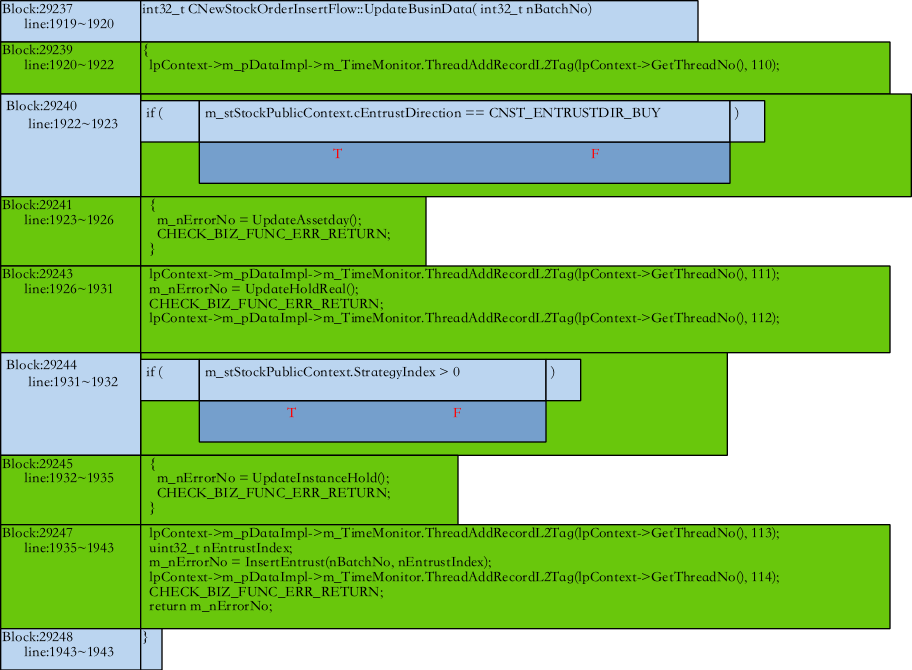 Block:29237
int32_t CNewStockOrderInsertFlow::UpdateBusinData( int32_t nBatchNo)
line:1919~1920
Block:29239
{
line:1920~1922
lpContext->m_pDataImpl->m_TimeMonitor.ThreadAddRecordL2Tag(lpContext->GetThreadNo(), 110);
Block:29240
line:1922~1923
if ( m_stStockPublicContext.cEntrustDirection == CNST_ENTRUSTDIR_BUY )
T F
Block:29241
{
line:1923~1926
m_nErrorNo = UpdateAssetday();
CHECK_BIZ_FUNC_ERR_RETURN;
}
Block:29243
lpContext->m_pDataImpl->m_TimeMonitor.ThreadAddRecordL2Tag(lpContext->GetThreadNo(), 111);
line:1926~1931
m_nErrorNo = UpdateHoldReal();
CHECK_BIZ_FUNC_ERR_RETURN;
lpContext->m_pDataImpl->m_TimeMonitor.ThreadAddRecordL2Tag(lpContext->GetThreadNo(), 112);
Block:29244
line:1931~1932
if ( m_stStockPublicContext.StrategyIndex > 0 )
T F
Block:29245
{
line:1932~1935
m_nErrorNo = UpdateInstanceHold();
CHECK_BIZ_FUNC_ERR_RETURN;
}
Block:29247
lpContext->m_pDataImpl->m_TimeMonitor.ThreadAddRecordL2Tag(lpContext->GetThreadNo(), 113);
line:1935~1943
uint32_t nEntrustIndex;
m_nErrorNo = InsertEntrust(nBatchNo, nEntrustIndex);
lpContext->m_pDataImpl->m_TimeMonitor.ThreadAddRecordL2Tag(lpContext->GetThreadNo(), 114);
CHECK_BIZ_FUNC_ERR_RETURN;
return m_nErrorNo;
Block:29248
}
line:1943~1943